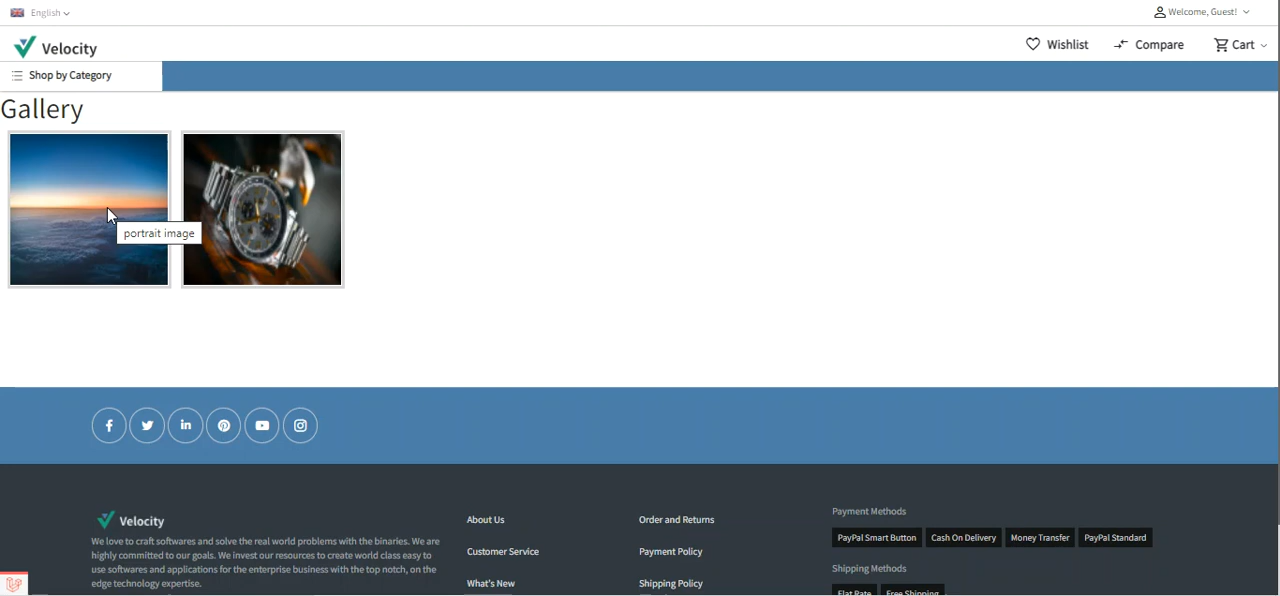 English
Welcome, Guest!
Velocity
Wishlist
Compare
Cart
Shop by Category
Gallery
portrait image
Velocity
We love to craft softwares and solve the real world problems with the binaries. We are
highly committed to our goals. We invest our resources to create world class easy to
use softwares and applications for the enterprise business with the top notch, on the
edge technology expertise.
About Us
Customer Service
What's New
Order and Returns
Payment Policy
Shipping Policy
Payment Methods
PayPal Smart Button
Cash On Delivery
Money Transfer
PayPal Standard
Shipping Methods
Flat Rate
Free Shipping